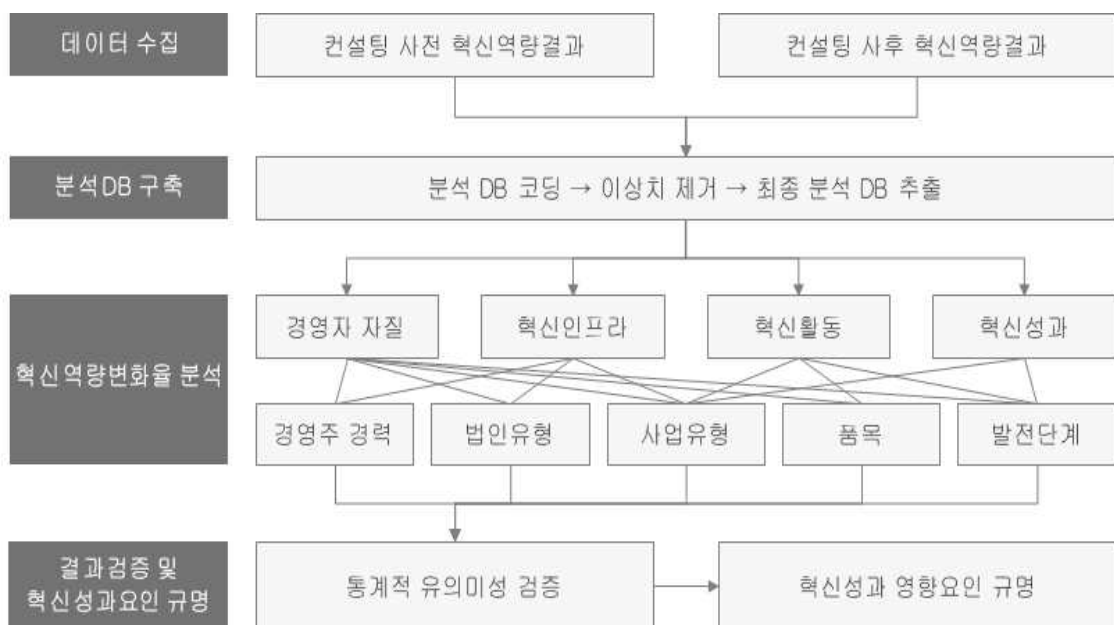 데이터 수집
컨설팅 사전 혁신역량결과
컨설팅 사후 혁신역량결과
분석DB 구축
분석 DB 코딩 → 이상치 제거 → 최종 분석 DB 추출
혁신역량변화율 분석
경영자 자질
혁신인프라
혁신활동
혁신성과
경영주 경력
법인유형
사업유형
품목
발전단계
결과검증 및
혁신성과요인 규명
통계적 유의미성 검증
혁신성과 영향요인 규명